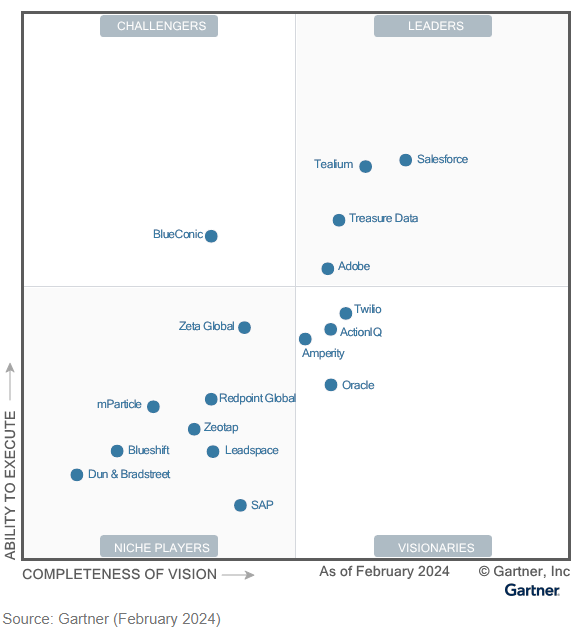 CHALLENGERS
LEADERS
Tealium
Salesforce
Treasure Data
BlueConic
Adobe
Twilio
Zeta Global
ActionIQ
Amperity
Oracle
mParticle
Redpoint Global
Zeotap
Blueshift
Leadspace
Dun & Bradstreet
SAP
NICHE PLAYERS
VISIONARIES
ABILITY TO EXECUTE
COMPLETENESS OF VISION
As of February 2024
© Gartner, Inc
Gartner
Source: Gartner (February 2024)